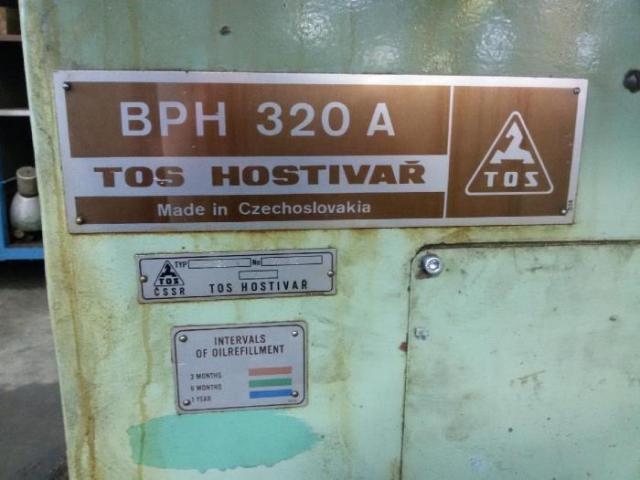 BPH 320 A
TOS HOSTIVAŘ
Made in Czechoslovakia
TOS
TYP No
TOS
ČSSR TOS HOSTIVAŘ
INTERVALS
OF OILREFILLMENT
3 MONTHS
6 MONTHS
1 YEAR